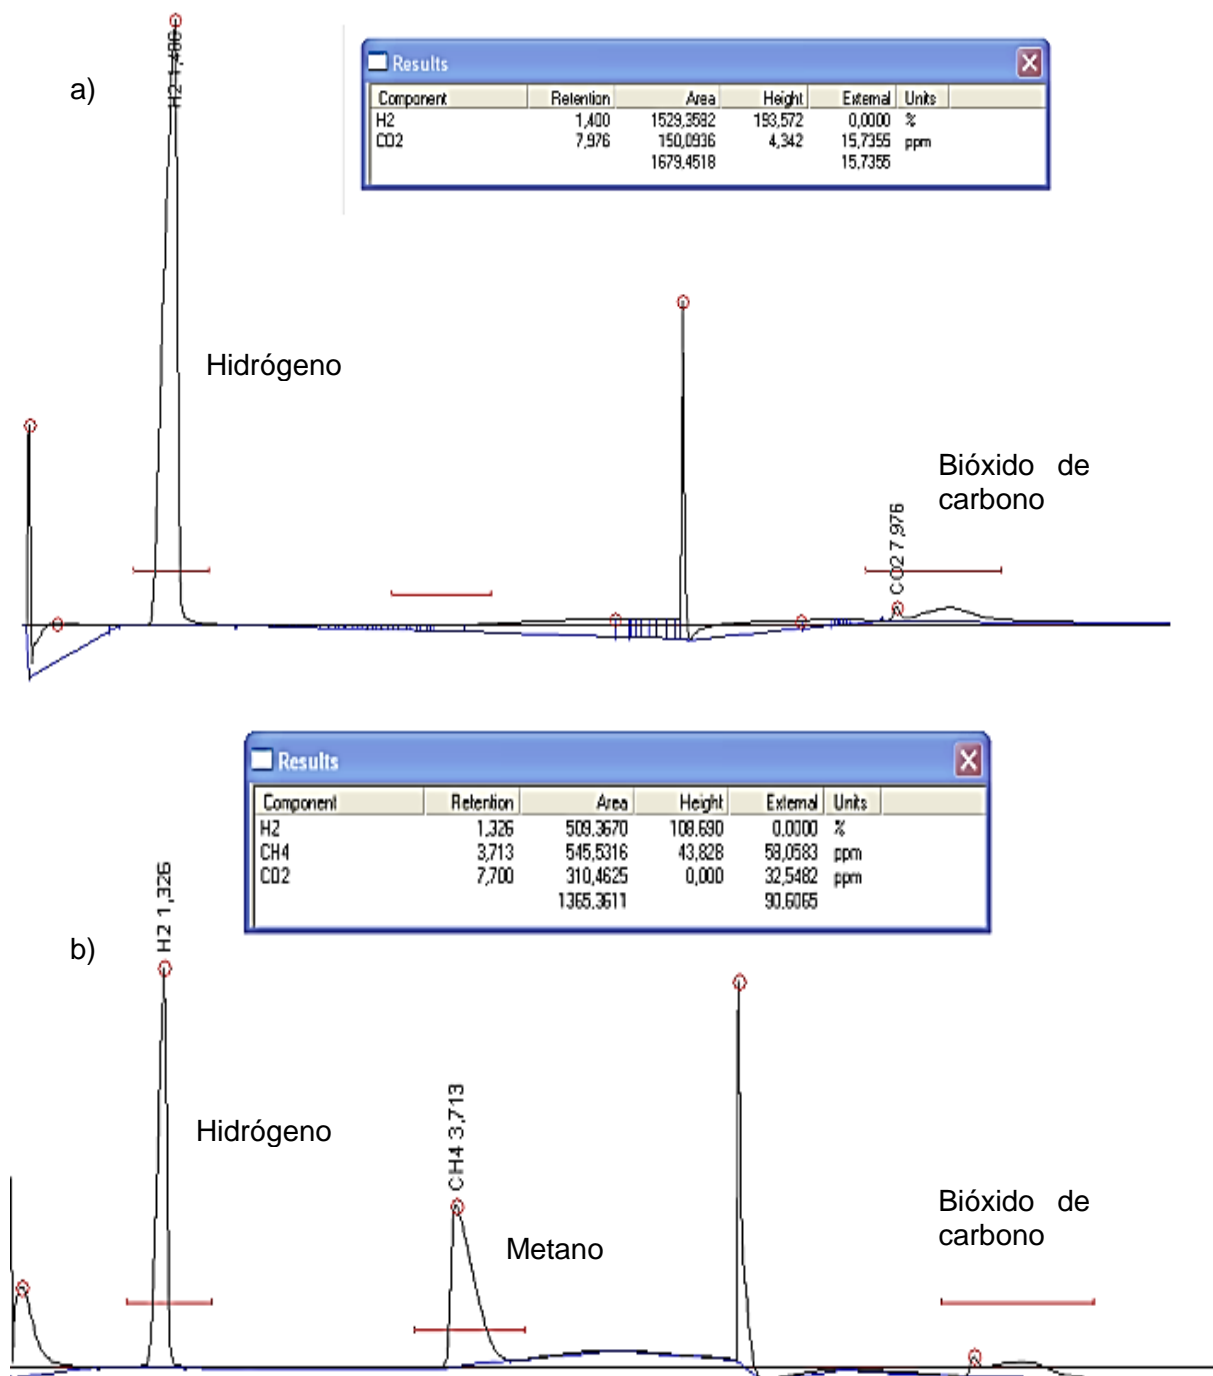 a)
H2 1,400
Results
Component Retention Area Height External Units
H2 1,400 1529,3582 193,572 0,0000 %
CO2 7,976 150,0936 4,342 15,7355 ppm
1679,4518 15,7355
Hidrógeno
Bióxido de
carbono
CO2 7,976
Results
Component Retention Area Height External Units
H2 1,326 509,3670 108,690 0,0000 %
CH4 3,713 545,5316 43,828 58,0583 ppm
CO2 7,700 310,4625 0,000 32,5482 ppm
1365,3611 90,6065
b)
H2 1,326
Hidrógeno
CH4 3,713
Metano
Bióxido de
carbono